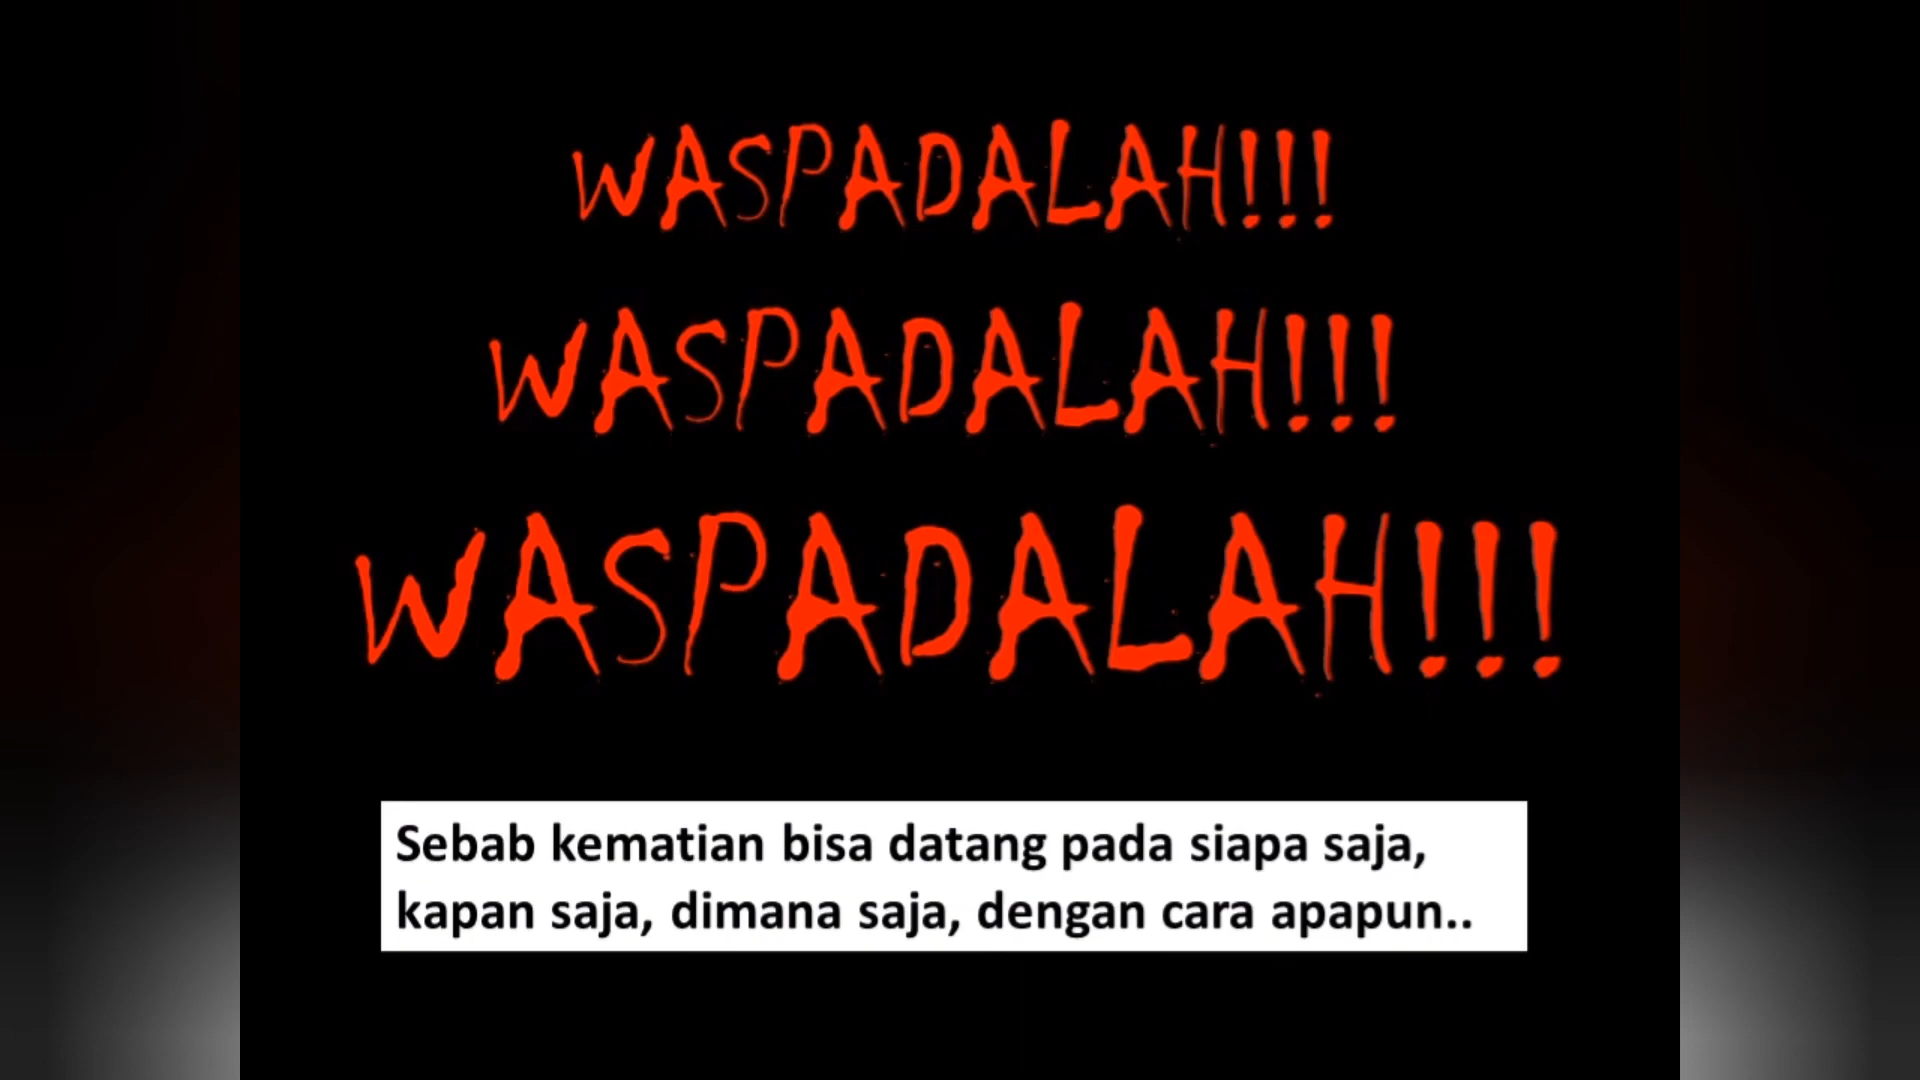 WASPADALAH!!!
WASPADALAH!!!
WASPADALAH!!!
Sebab kematian bisa datang pada siapa saja,
kapan saja, dimana saja, dengan cara apapun..